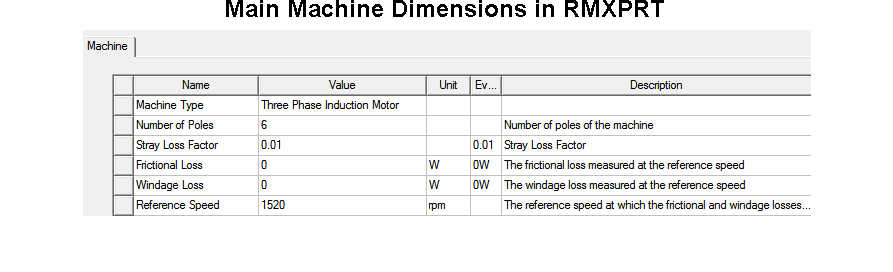 Main Machine Dimensions in RMXPRT
Machine
Name Value Unit Ev... Description
Machine Type Three Phase Induction Motor
Number of Poles 6 Number of poles of the machine
Stray Loss Factor 0.01 0.01 Stray Loss Factor
Frictional Loss 0 W 0W The frictional loss measured at the reference speed
Windage Loss 0 W 0W The windage loss measured at the reference speed
Reference Speed 1520 rpm The reference speed at which the frictional and windage losses...